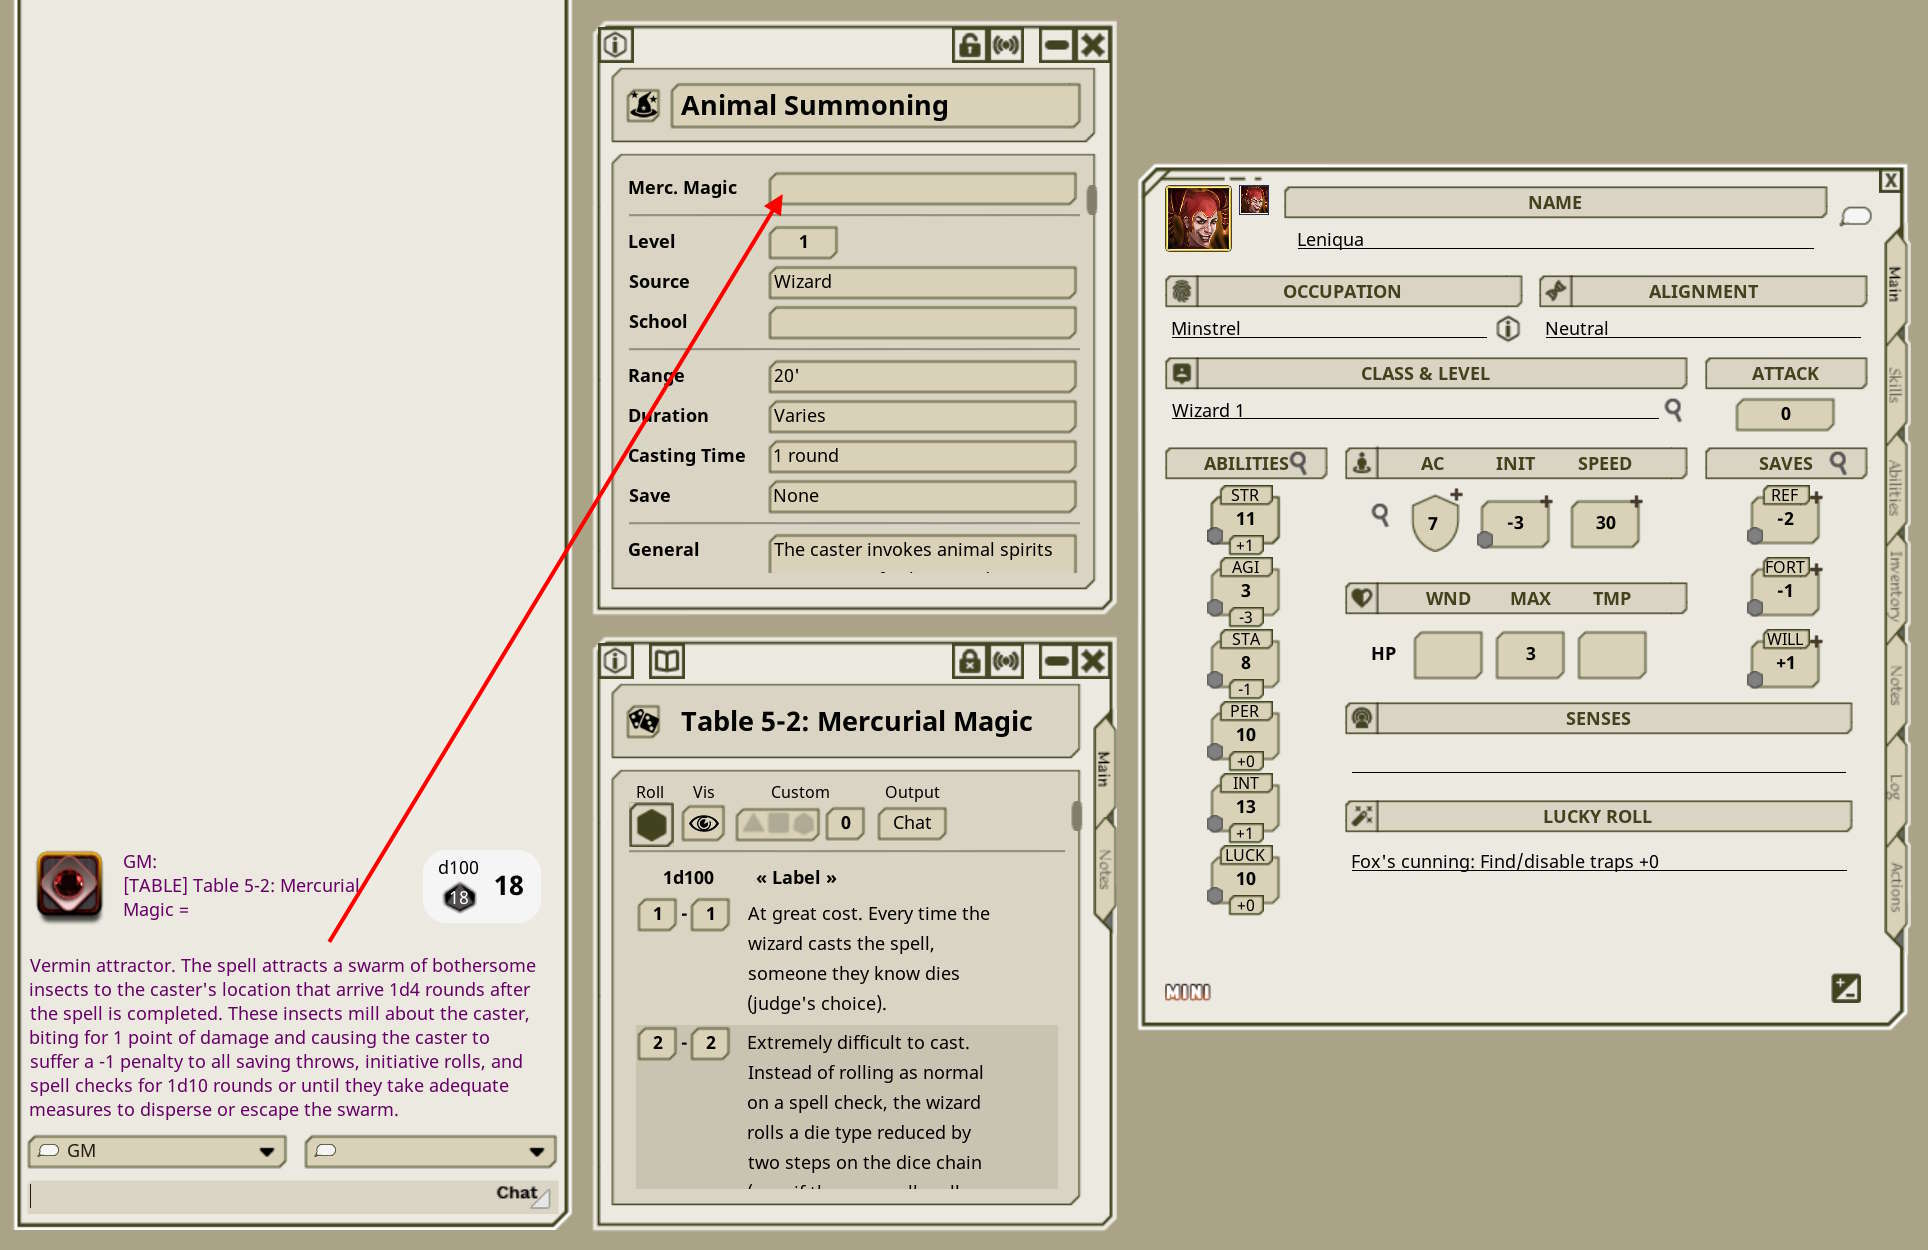 GM:
[TABLE] Table 5-2: Mercurial
Magic =
d100
18
18
Vermin attractor. The spell attracts a swarm of bothersome
insects to the caster's location that arrive 1d4 rounds after
the spell is completed. These insects mill about the caster,
biting for 1 point of damage and causing the caster to
suffer a -1 penalty to all saving throws, initiative rolls, and
spell checks for 1d10 rounds or until they take adequate
measures to disperse or escape the swarm.
GM
Chat
Animal Summoning
Merc. Magic
Level 1
Source Wizard
School
Range 20'
Duration Varies
Casting Time 1 round
Save None
General The caster invokes animal spirits
Table 5-2: Mercurial Magic
Main
Notes
Roll Vis Custom Output
0 Chat
1d100 « Label »
1 - 1 At great cost. Every time the
wizard casts the spell,
someone they know dies
(judge's choice).
2 - 2 Extremely difficult to cast.
Instead of rolling as normal
on a spell check, the wizard
rolls a die type reduced by
two steps on the dice chain
X
NAME
Leniqua
OCCUPATION ALIGNMENT
Minstrel Neutral
CLASS & LEVEL ATTACK
Wizard 1 0
ABILITIES AC INIT SPEED SAVES
STR
11
+1
AGI
3
-3
STA
8
-1
PER
10
+0
INT
13
+1
LUCK
10
+0
7 -3 30
WND MAX TMP
HP 3
REF
-2
FORT
-1
WILL
+1
SENSES
LUCKY ROLL
Fox's cunning: Find/disable traps +0
MINI
Main
Skills
Abilities
Inventory
Notes
Log
Actions